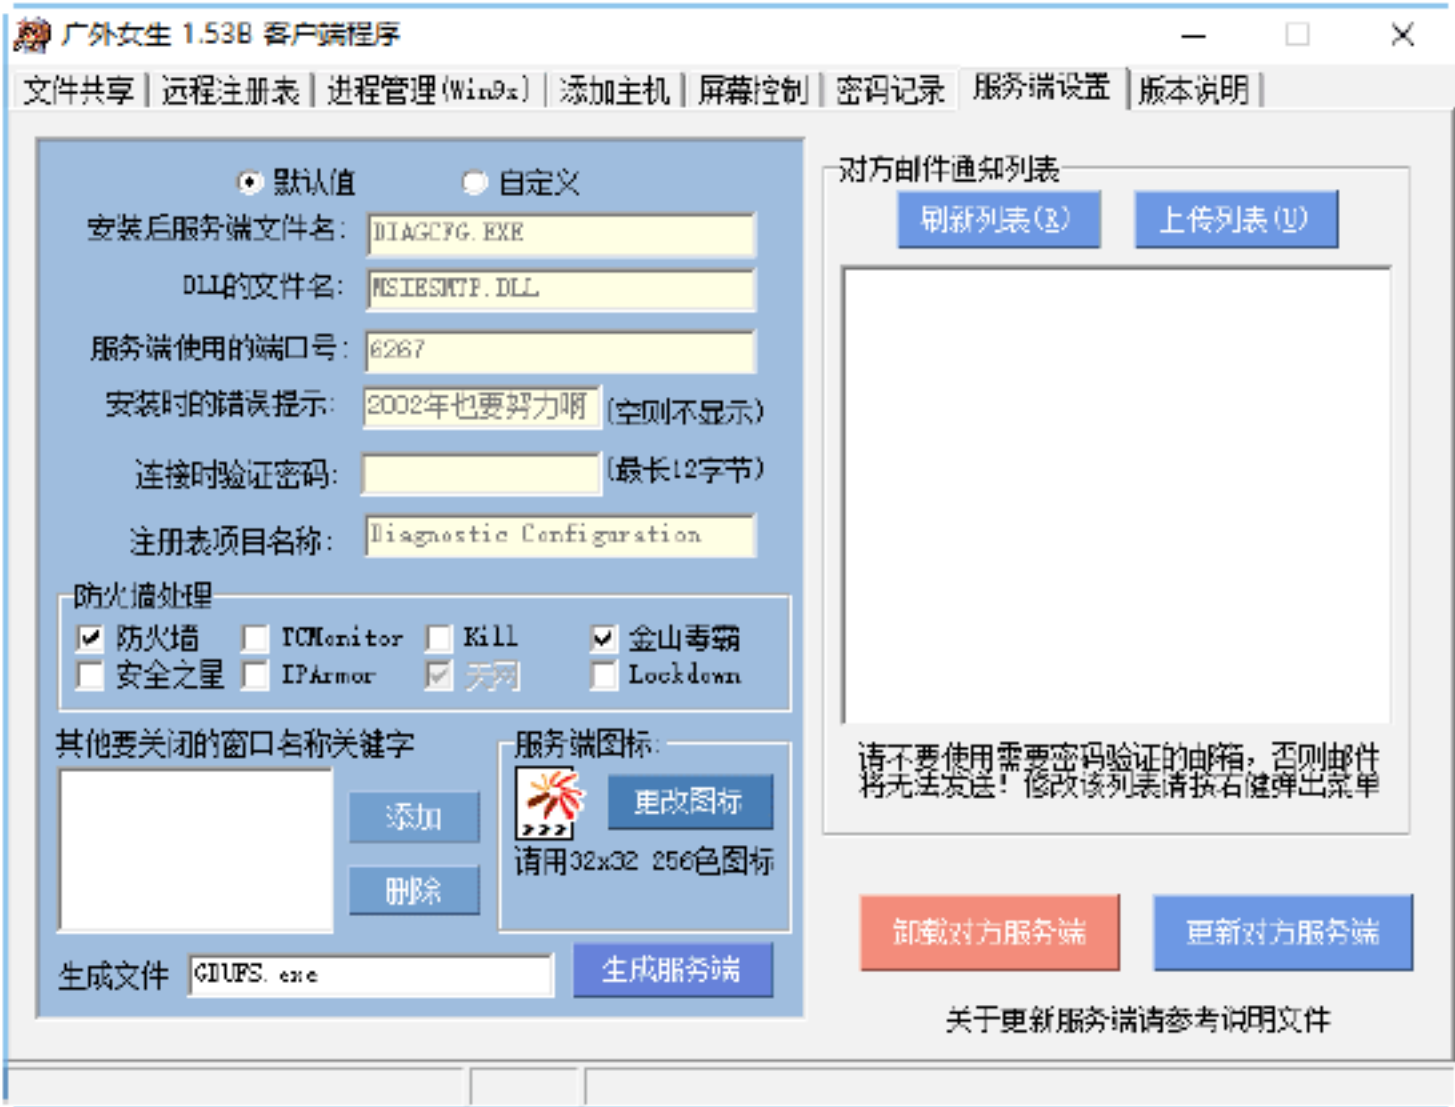 广外女生 1.53B 客户端程序
文件共享 远程注册表 进程管理(Win9x) 添加主机 屏幕控制 密码记录 服务端设置 版本说明
默认值 自定义
安装后服务端文件名: DIAGCFG.EXE
DLL的文件名: MSIESMTP.DLL
服务端使用的端口号: 6267
安装时的错误提示: 2002年也要努力啊 (空则不显示)
连接时验证密码: (最长12字节)
注册表项目名称: Diagnostic Configuration
防火墙处理
防火墙 TCMonitor Kill 金山毒霸
安全之星 IPArmor 天网 Lockdown
其他要关闭的窗口名称关键字
添加
删除
服务端图标:
更改图标
请用32x32 256色图标
生成文件 GDUFS.exe 生成服务端
对方邮件通知列表
刷新列表(R) 上传列表(U)
请不要使用需要密码验证的邮箱，否则邮件
将无法发送！修改该列表请按右健弹出菜单
卸载对方服务端 更新对方服务端
关于更新服务端请参考说明文件